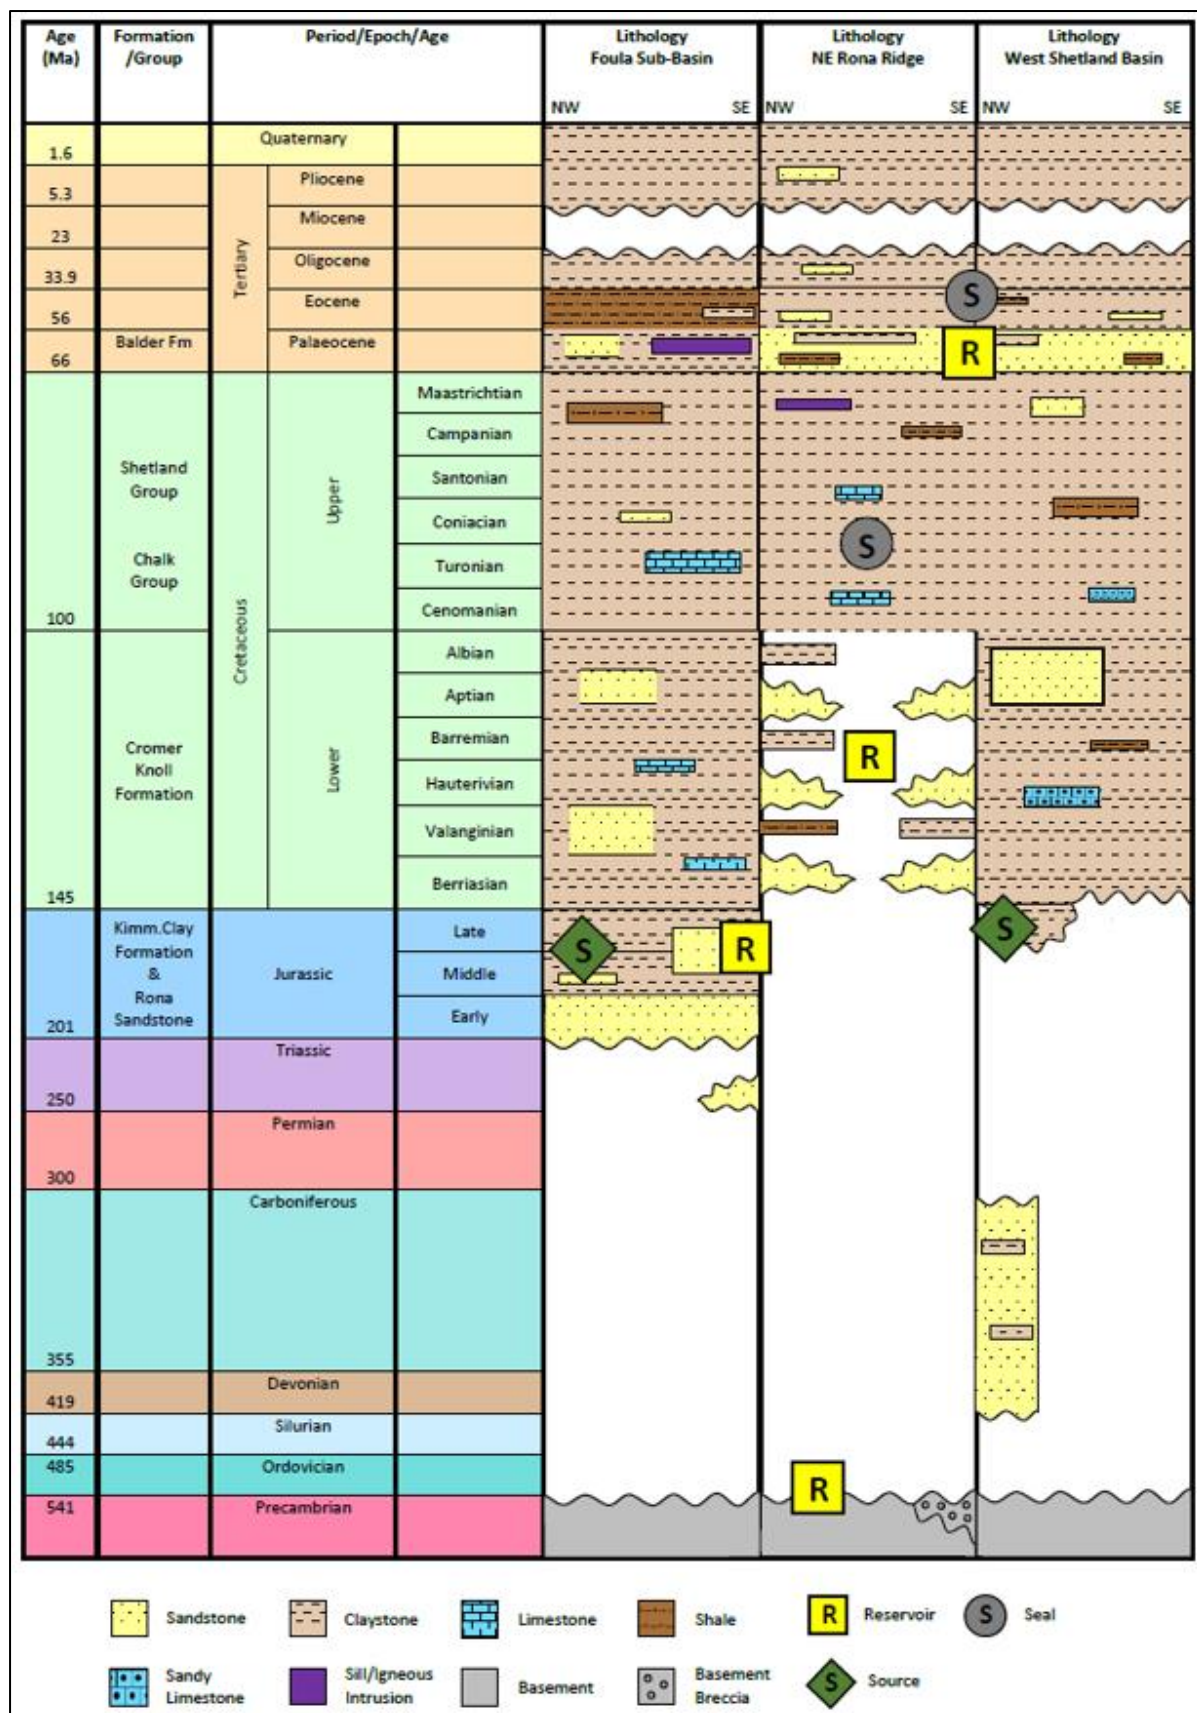 Age
(Ma)
Formation
/Group
Period/Epoch/Age
Lithology
Foula Sub-Basin
NW SE
Lithology
NE Rona Ridge
NW SE
Lithology
West Shetland Basin
NW SE
1.6
Quaternary
5.3
Pliocene
23
Miocene
33.9
Oligocene
Tertiary
56
Eocene
S
66
Balder Fm
Palaeocene
R
Maastrichtian
Campanian
Shetland
Group
Santonian
Upper
Coniacian
S
Chalk
Group
Turonian
100
Cenomanian
Cretaceous
Albian
Aptian
Cromer
Knoll
Formation
Barremian
R
Lower
Hauterivian
Valanginian
145
Berriasian
Kimm.Clay
Formation
&
Rona
Sandstone
Jurassic
Late
S
R
S
Middle
201
Early
Triassic
250
Permian
300
Carboniferous
355
Devonian
419
Silurian
444
485
Ordovician
R
541
Precambrian
Sandstone
Claystone
Limestone
Shale
R
Reservoir
S
Seal
Sandy
Limestone
Sill/Igneous
Intrusion
Basement
Basement
Breccia
S
Source